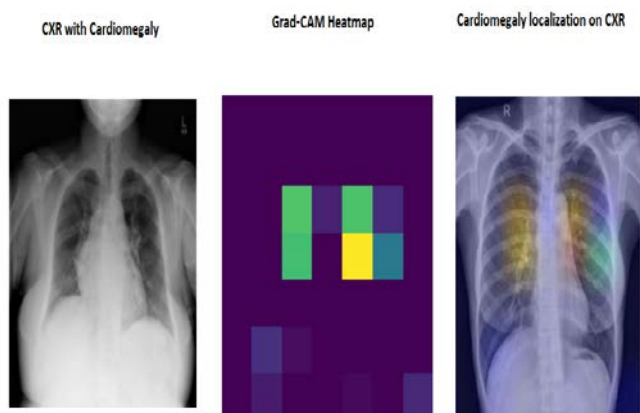 CXR with Cardiomegaly
Grad-CAM Heatmap
Cardiomegaly localization on CXR
L
R